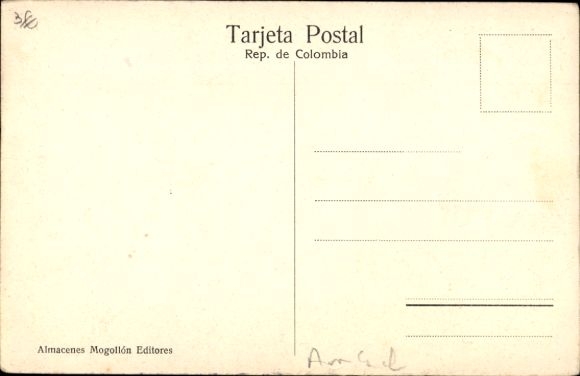 Tarjeta Postal
Rep. de Colombia
Almacenes Mogollón Editores